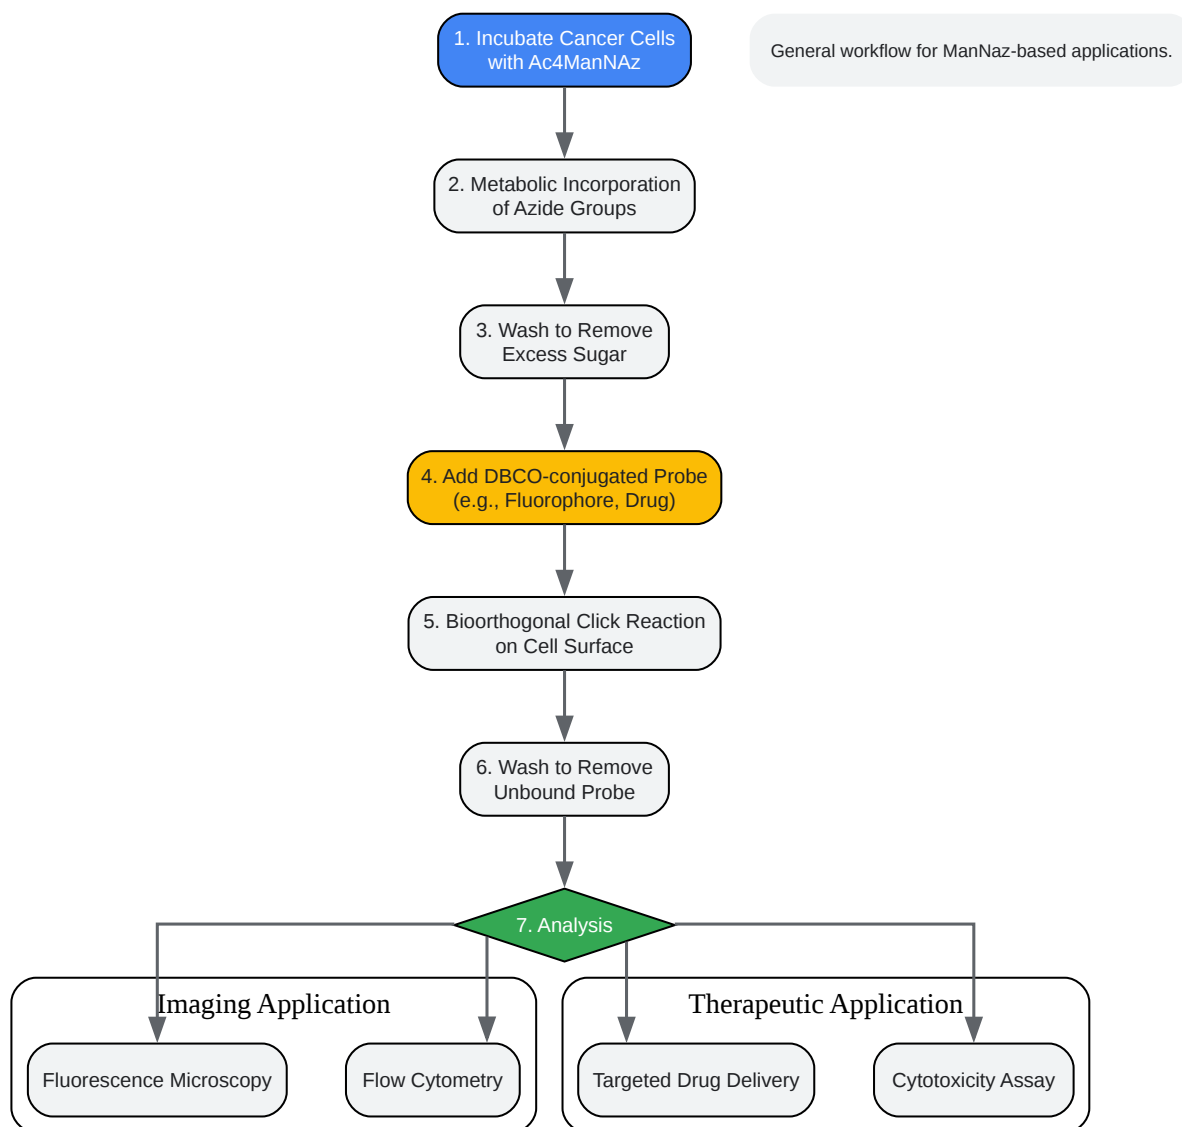 1. Incubate Cancer Cells
with Ac4ManNAz
General workflow for ManNaz-based applications.
2. Metabolic Incorporation
of Azide Groups
3. Wash to Remove
Excess Sugar
4. Add DBCO-conjugated Probe
(e.g., Fluorophore, Drug)
5. Bioorthogonal Click Reaction
on Cell Surface
6. Wash to Remove
Unbound Probe
7. Analysis
Imaging Application
Therapeutic Application
Fluorescence Microscopy
Flow Cytometry
Targeted Drug Delivery
Cytotoxicity Assay